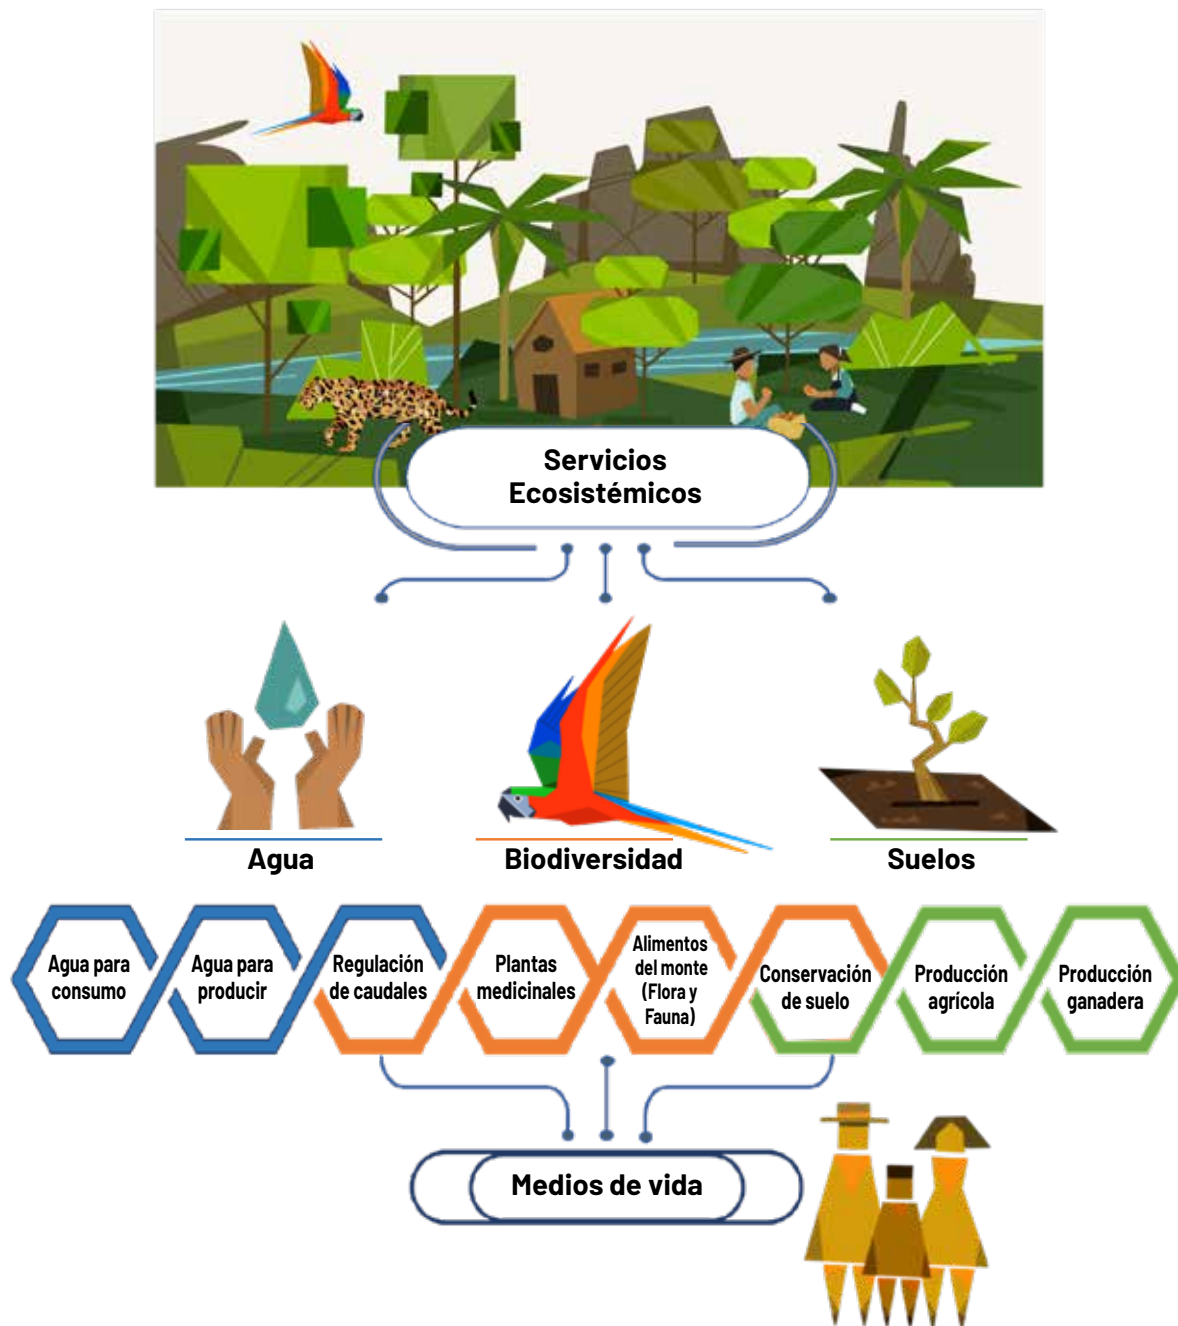 Servicios
Ecosistémicos
Agua
Biodiversidad
Suelos
Agua para
consumo
Agua para
producir
Regulación
de caudales
Plantas
medicinales
Alimentos
del monte
(Flora y
Fauna)
Conservación
de suelo
Producción
agrícola
Producción
ganadera
Medios de vida